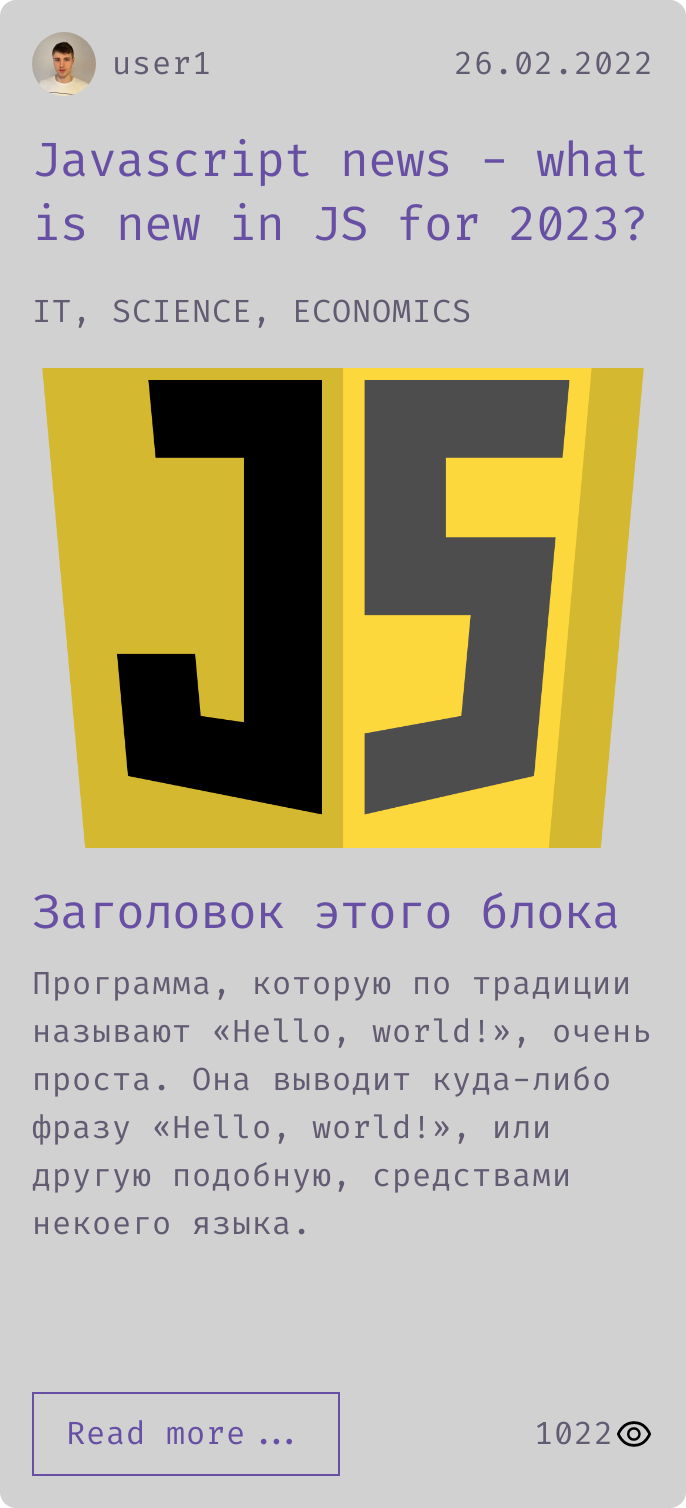 user1 26.02.2022
Javascript news - what
is new in JS for 2023?
IT, SCIENCE, ECONOMICS
JS
Заголовок этого блока
Программа, которую по традиции
называют «Hello, world!», очень
проста. Она выводит куда-либо
фразу «Hello, world!», или
другую подобную, средствами
некоего языка.
Read more...
1022